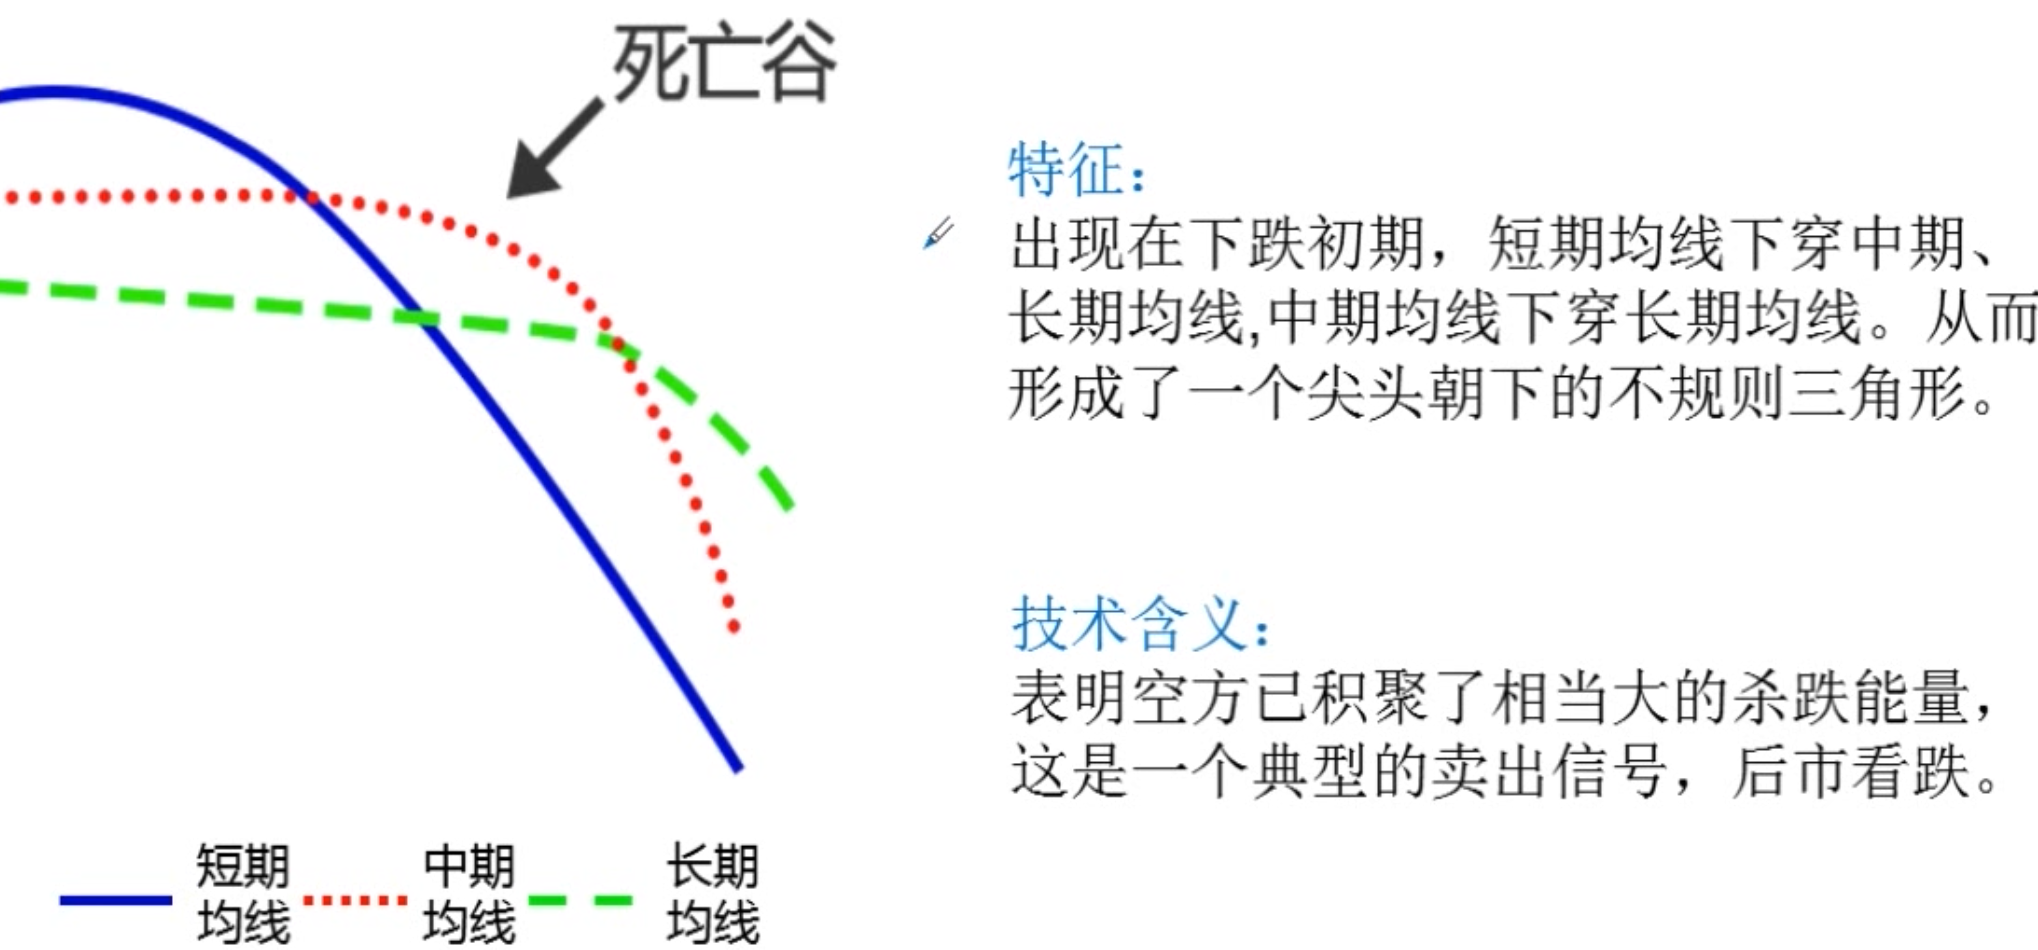 死亡谷
特征：
出现在下跌初期，短期均线下穿中期、
长期均线,中期均线下穿长期均线。从而
形成了一个尖头朝下的不规则三角形。
技术含义：
表明空方已积聚了相当大的杀跌能量，
这是一个典型的卖出信号，后市看跌。
短期
均线
中期
均线
长期
均线